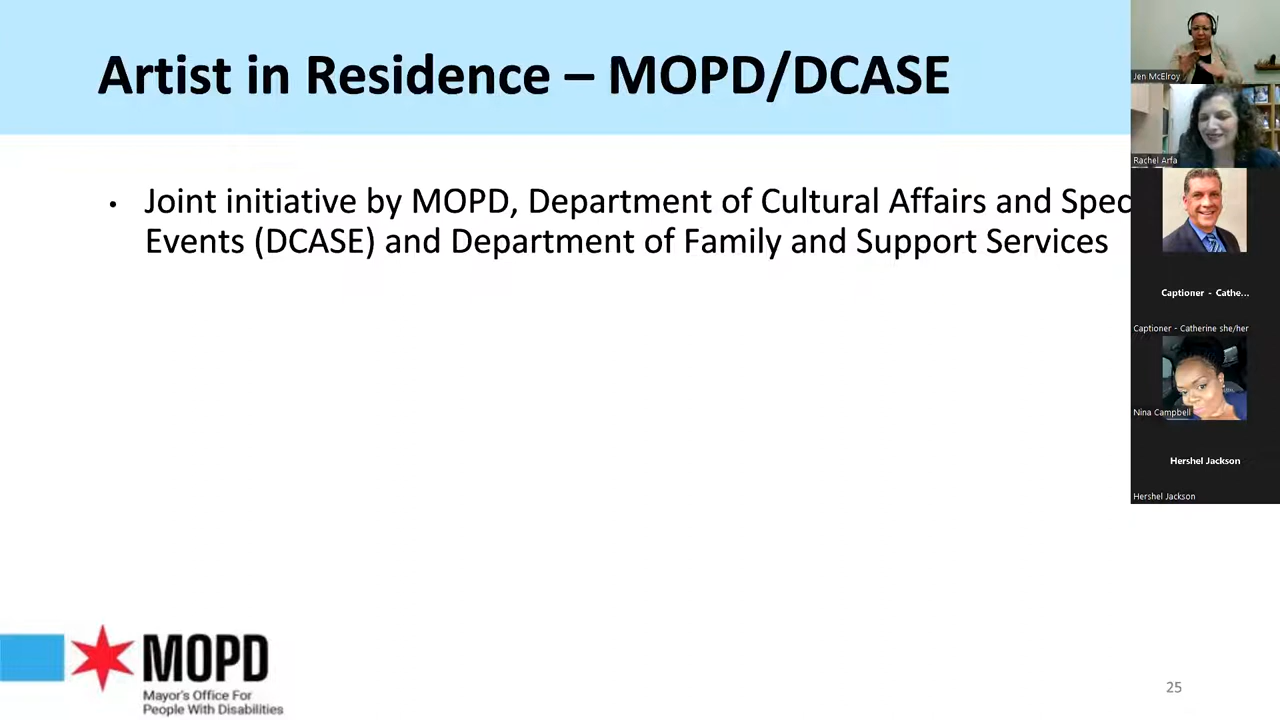 Artist in Residence – MOPD/DCASE
• Joint initiative by MOPD, Department of Cultural Affairs and Spec
Events (DCASE) and Department of Family and Support Services
Jen McElroy
Rachel Arfa
Captioner - Cathe...
Captioner - Catherine she/her
Nina Campbell
Hershel Jackson
Hershel Jackson
MOPD
Mayor's Office For
People With Disabilities
25